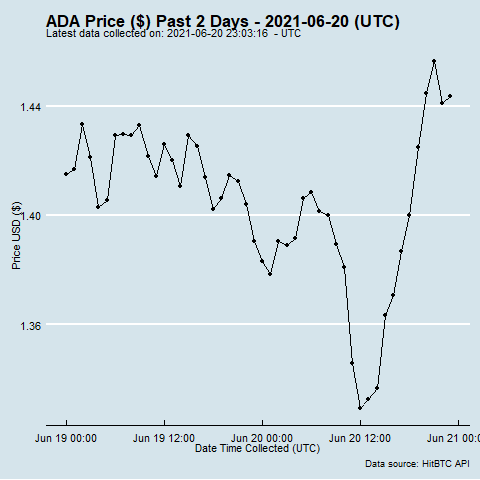 ADA Price ($) Past 2 Days - 2021-06-20 (UTC)
Latest data collected on: 2021-06-20 23:03:16 - UTC
Price USD ($)
1.44
1.40
1.36
Jun 19 00:00 Jun 19 12:00 Jun 20 00:00 Jun 20 12:00 Jun 21 00:
Date Time Collected (UTC)
Data source: HitBTC API